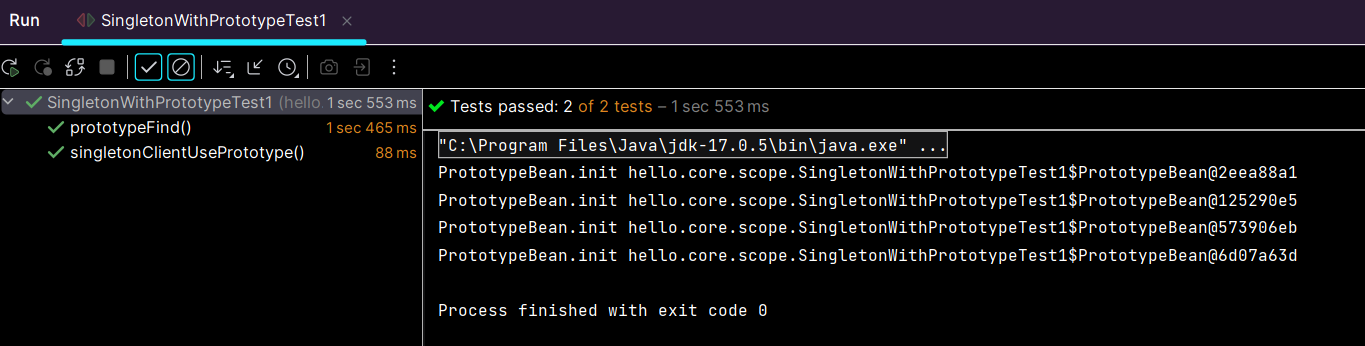 Run SingletonWithPrototypeTest1
SingletonWithPrototypeTest1 (hello. 1 sec 553 ms
prototypeFind() 1 sec 465 ms
singletonClientUsePrototype() 88 ms
Tests passed: 2 of 2 tests – 1 sec 553 ms
"C:\Program Files\Java\jdk-17.0.5\bin\java.exe" ...
PrototypeBean.init hello.core.scope.SingletonWithPrototypeTest1$PrototypeBean@2eea88a1
PrototypeBean.init hello.core.scope.SingletonWithPrototypeTest1$PrototypeBean@125290e5
PrototypeBean.init hello.core.scope.SingletonWithPrototypeTest1$PrototypeBean@573906eb
PrototypeBean.init hello.core.scope.SingletonWithPrototypeTest1$PrototypeBean@6d07a63d
Process finished with exit code 0